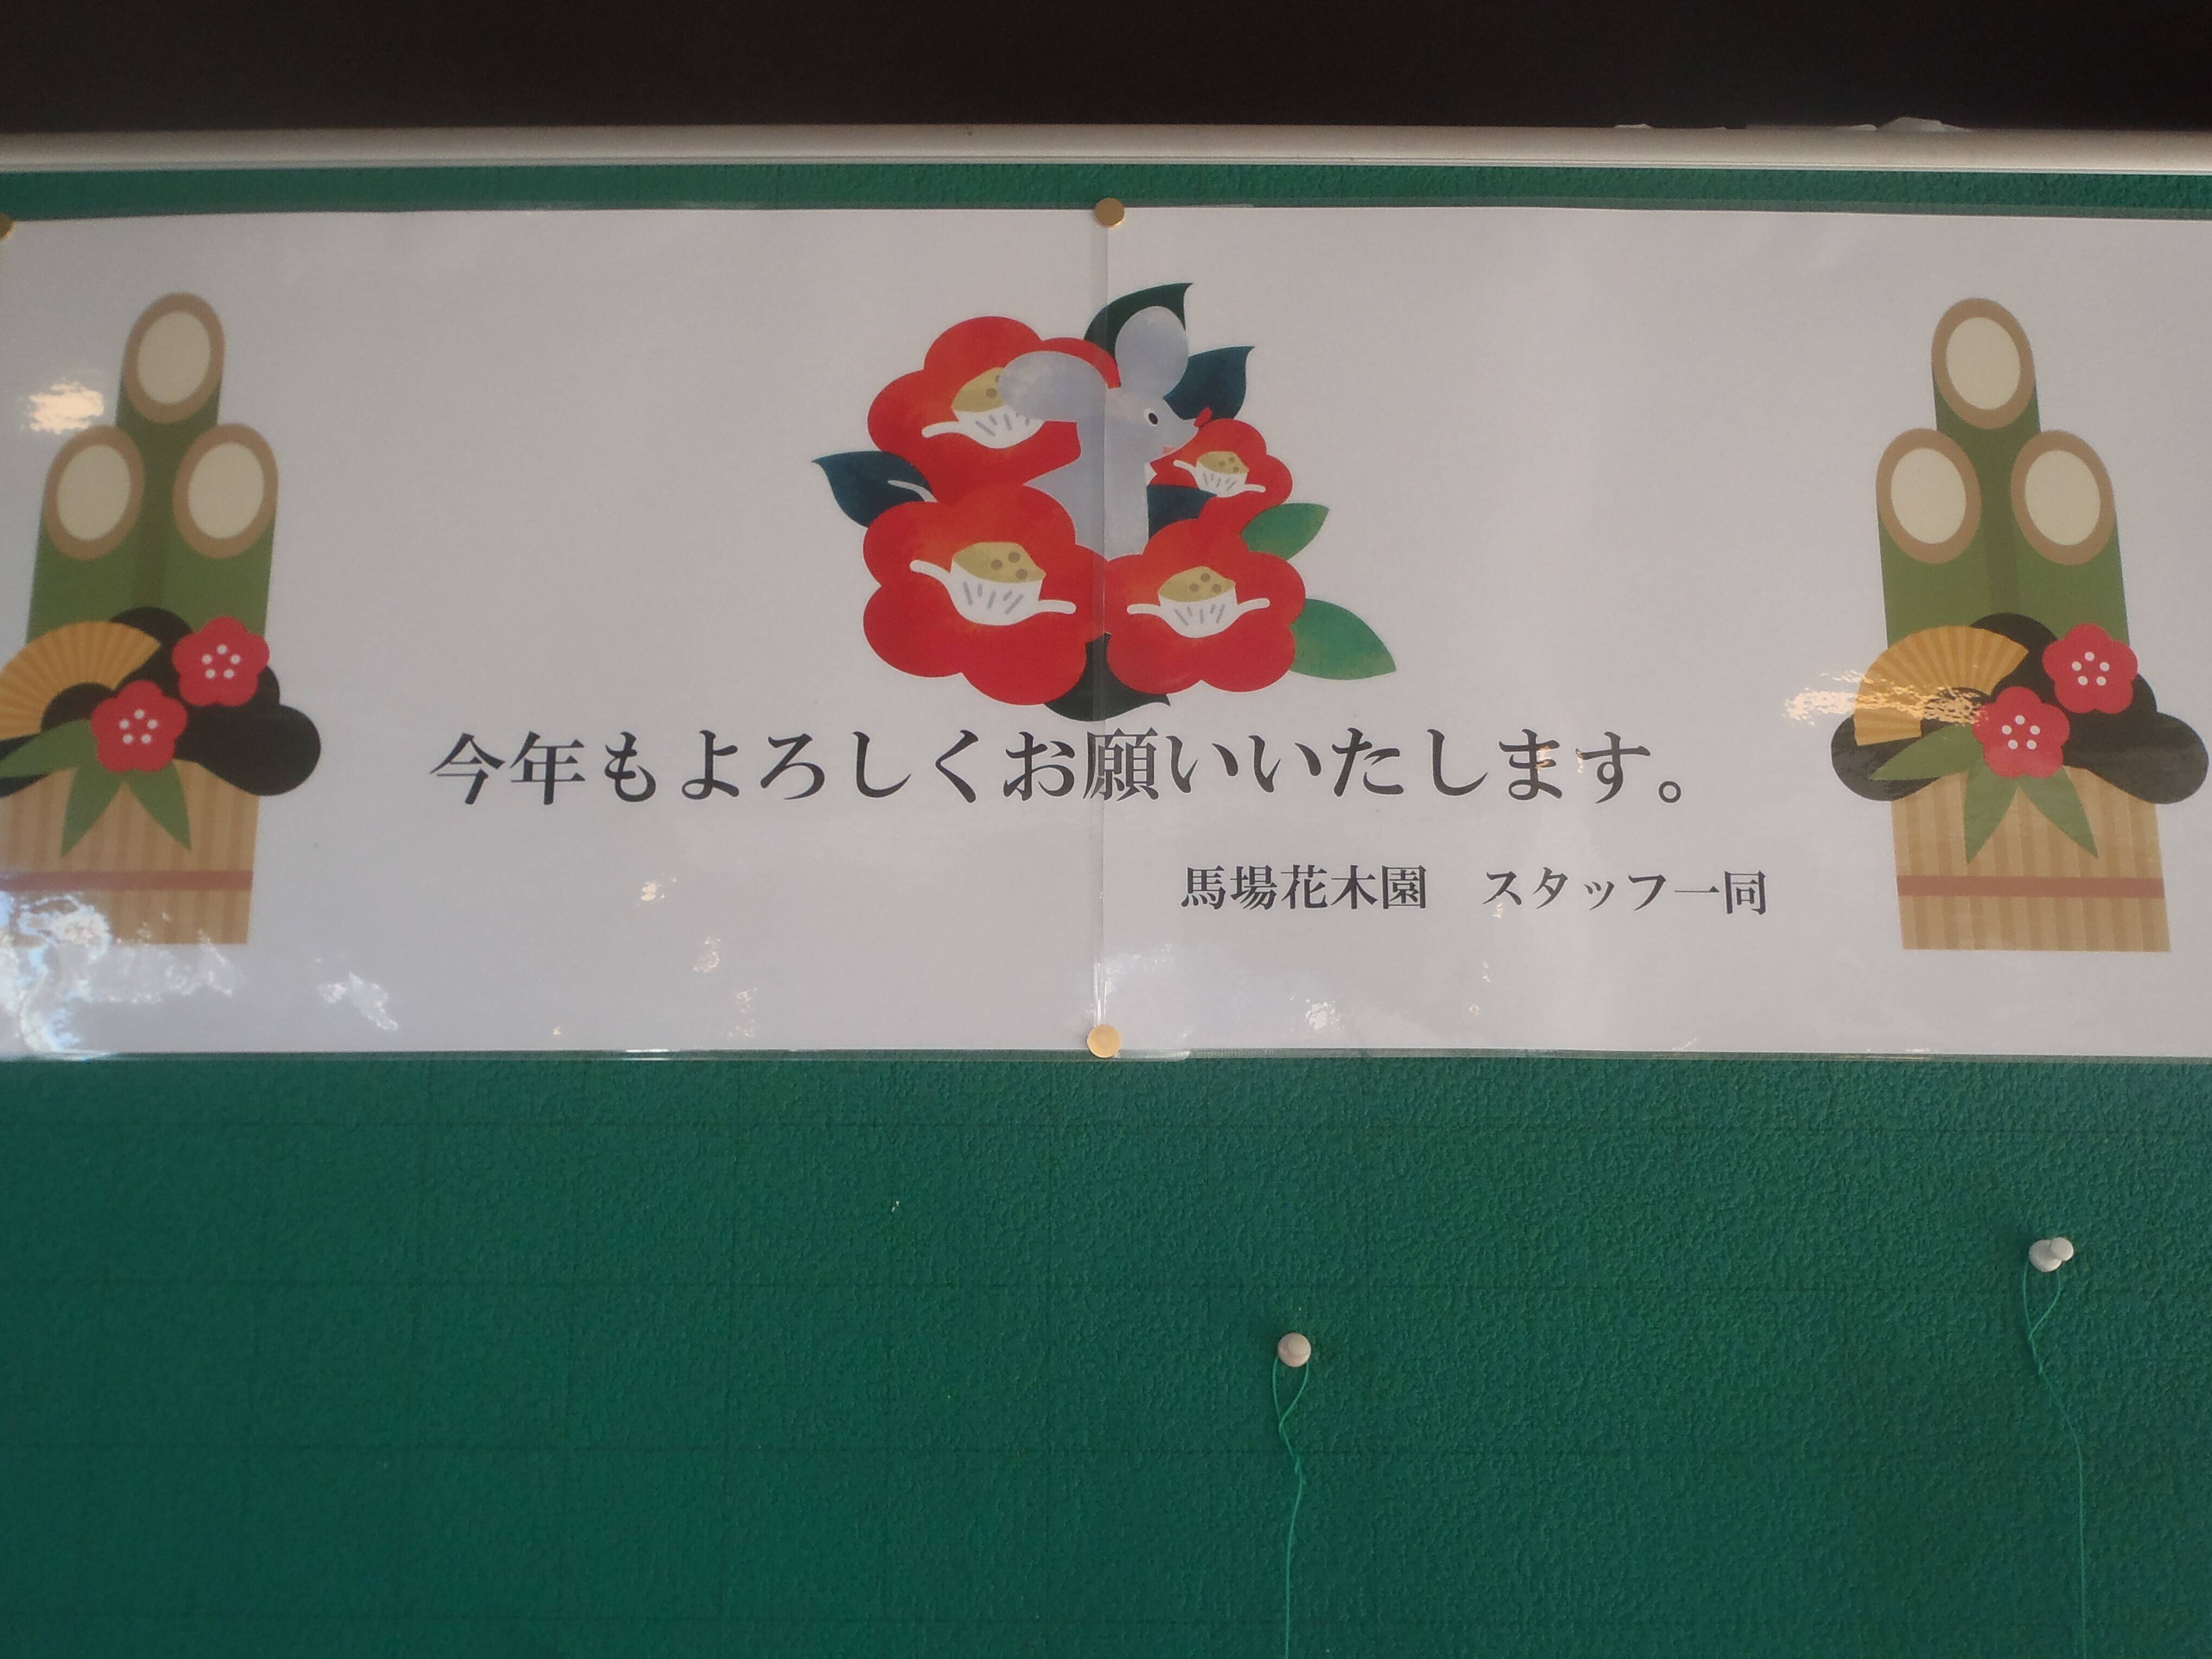 今年もよろしくお願いいたします。
馬場花木園　スタッフ一同